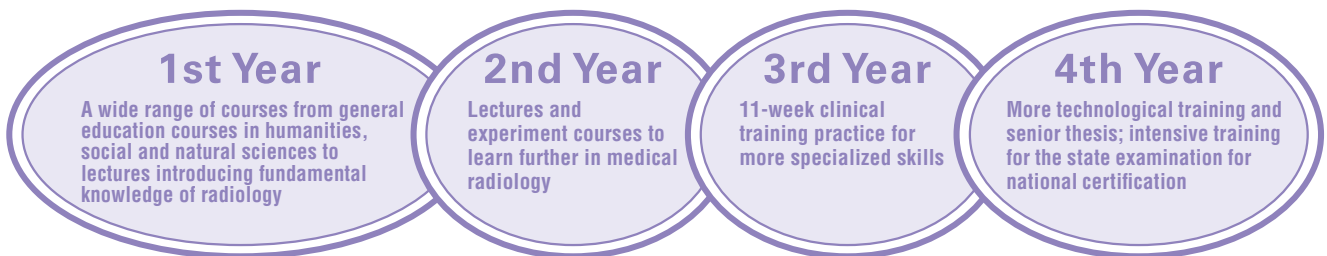 1st Year
A wide range of courses from general
education courses in humanities,
social and natural sciences to
lectures introducing fundamental
knowledge of radiology
2nd Year
Lectures and
experiment courses to
learn further in medical
radiology
3rd Year
11-week clinical
training practice for
more specialized skills
4th Year
More technological training and
senior thesis; intensive training
for the state examination for
national certification